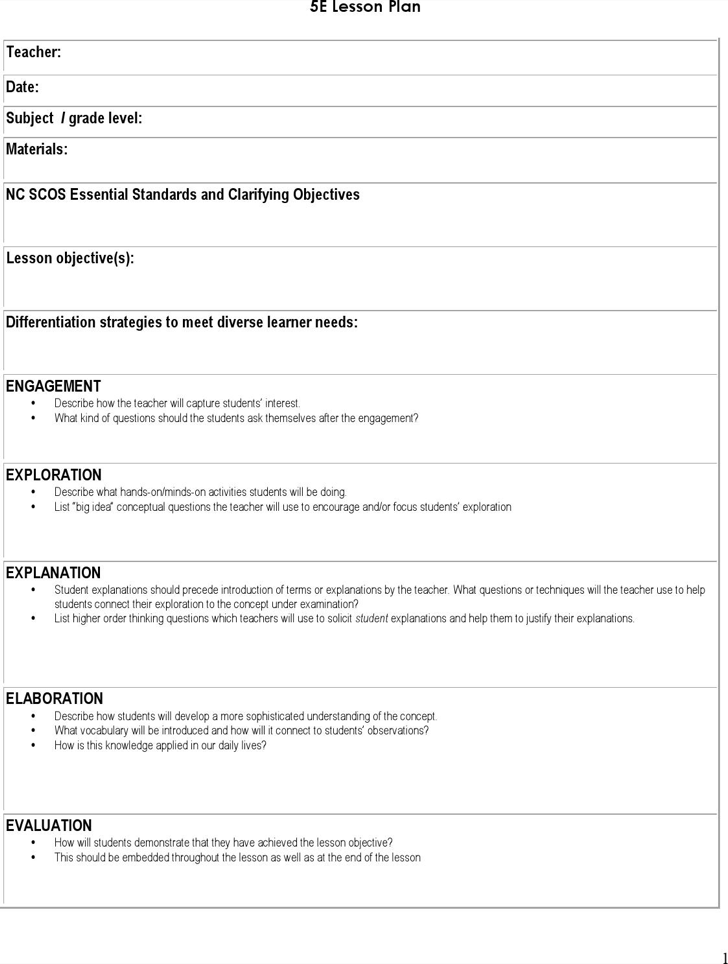 5E Lesson Plan
Teacher:
Date:
Subject / grade level:
Materials:
NC SCOS Essential Standards and Clarifying Objectives
Lesson objective(s):
Differentiation strategies to meet diverse learner needs:
ENGAGEMENT
• Describe how the teacher will capture students’ interest.
• What kind of questions should the students ask themselves after the engagement?
EXPLORATION
• Describe what hands-on/minds-on activities students will be doing.
• List “big idea” conceptual questions the teacher will use to encourage and/or focus students’ exploration
EXPLANATION
• Student explanations should precede introduction of terms or explanations by the teacher. What questions or techniques will the teacher use to help
students connect their exploration to the concept under examination?
• List higher order thinking questions which teachers will use to solicit student explanations and help them to justify their explanations.
ELABORATION
• Describe how students will develop a more sophisticated understanding of the concept.
• What vocabulary will be introduced and how will it connect to students’ observations?
• How is this knowledge applied in our daily lives?
EVALUATION
• How will students demonstrate that they have achieved the lesson objective?
• This should be embedded throughout the lesson as well as at the end of the lesson
1